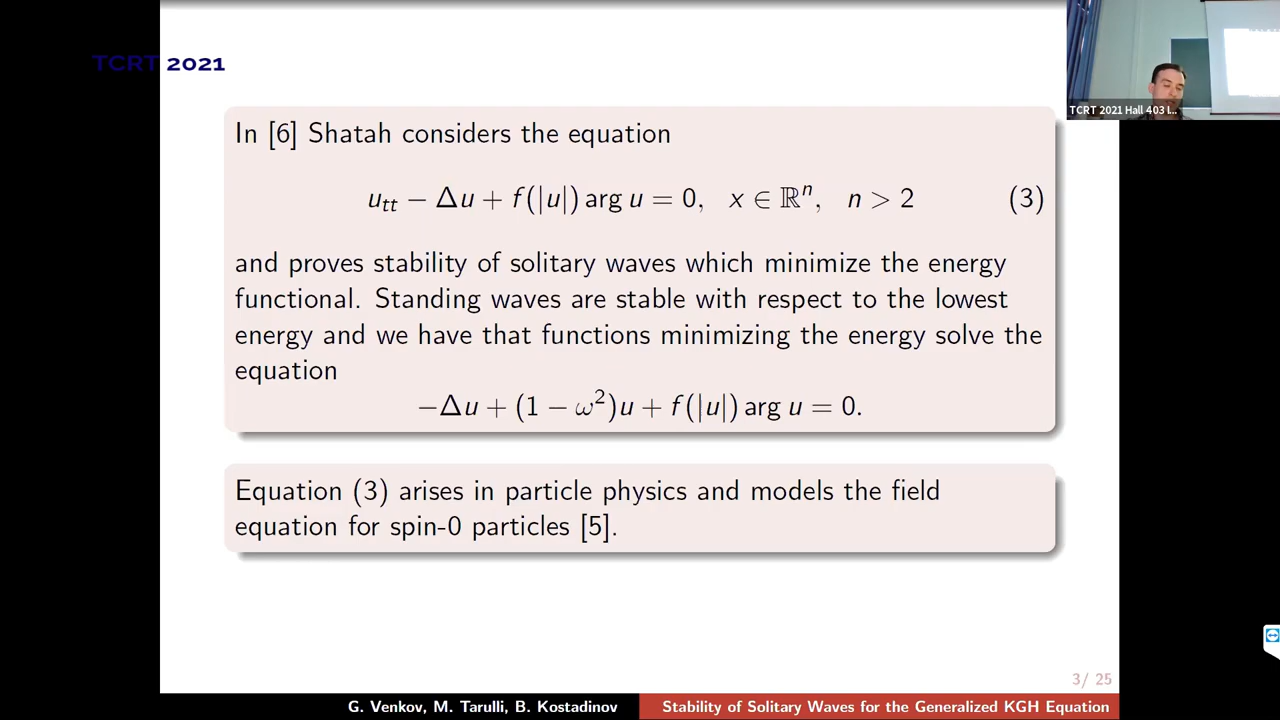 TCRT 2021
TCRT 2021 Hall 403 I...
In [6] Shatah considers the equation
u_tt − Δu + f(|u|) arg u = 0, x ∈ ℝⁿ, n > 2 (3)
and proves stability of solitary waves which minimize the energy
functional. Standing waves are stable with respect to the lowest
energy and we have that functions minimizing the energy solve the
equation
−Δu + (1 − ω²)u + f(|u|) arg u = 0.
Equation (3) arises in particle physics and models the field
equation for spin-0 particles [5].
3/ 25
G. Venkov, M. Tarulli, B. Kostadinov Stability of Solitary Waves for the Generalized KGH Equation